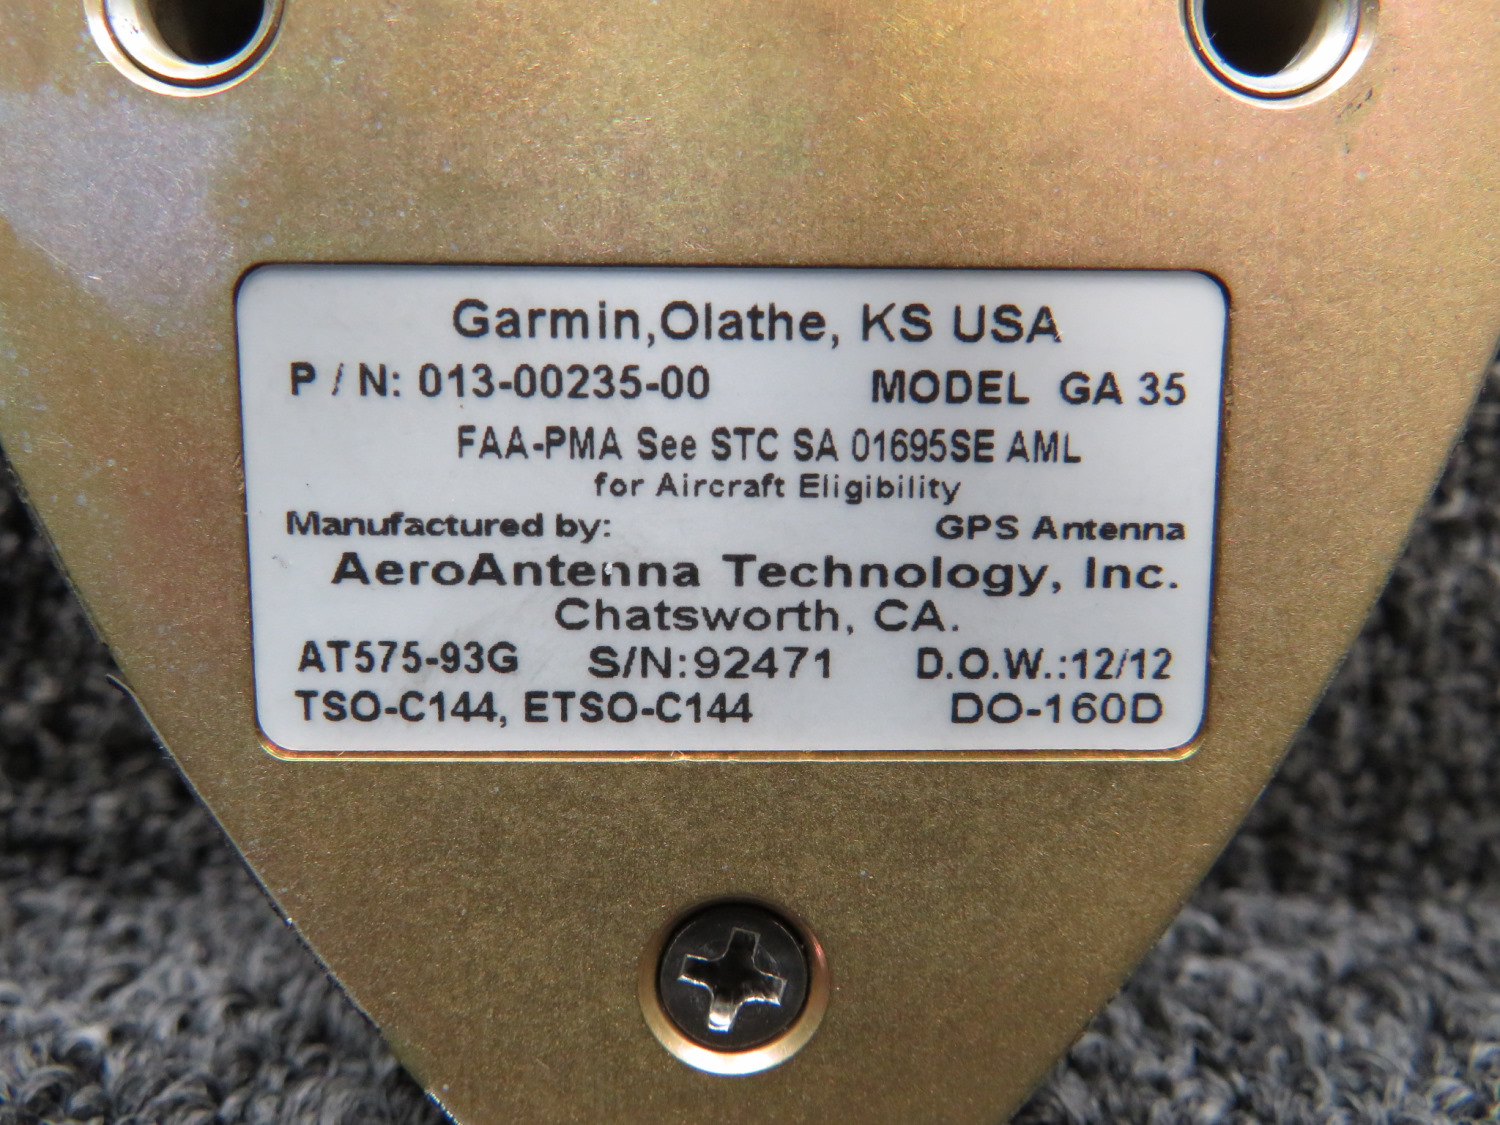 Garmin,Olathe, KS USA
P / N: 013-00235-00 MODEL GA 35
FAA-PMA See STC SA 01695SE AML
for Aircraft Eligibility
Manufactured by: GPS Antenna
AeroAntenna Technology, Inc.
Chatsworth, CA.
AT575-93G S/N:92471 D.O.W.:12/12
TSO-C144, ETSO-C144 DO-160D